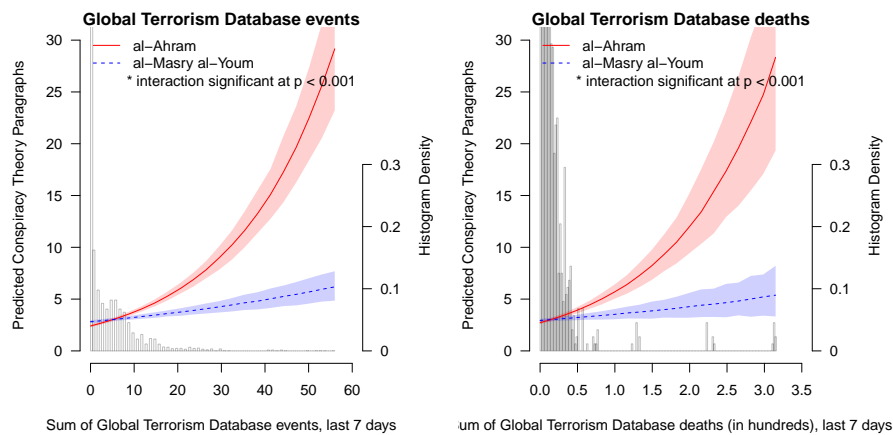 Global Terrorism Database events
al−Ahram
al−Masry al−Youm
* interaction significant at p < 0.001
Predicted Conspiracy Theory Paragraphs
0
5
10
15
20
25
30
0
10
20
30
40
50
60
0
0.1
0.2
0.3
Histogram Density
Sum of Global Terrorism Database events, last 7 days
Global Terrorism Database deaths
al−Ahram
al−Masry al−Youm
* interaction significant at p < 0.001
Predicted Conspiracy Theory Paragraphs
0
5
10
15
20
25
30
0.0
0.5
1.0
1.5
2.0
2.5
3.0
3.5
0
0.1
0.2
0.3
Histogram Density
um of Global Terrorism Database deaths (in hundreds), last 7 days